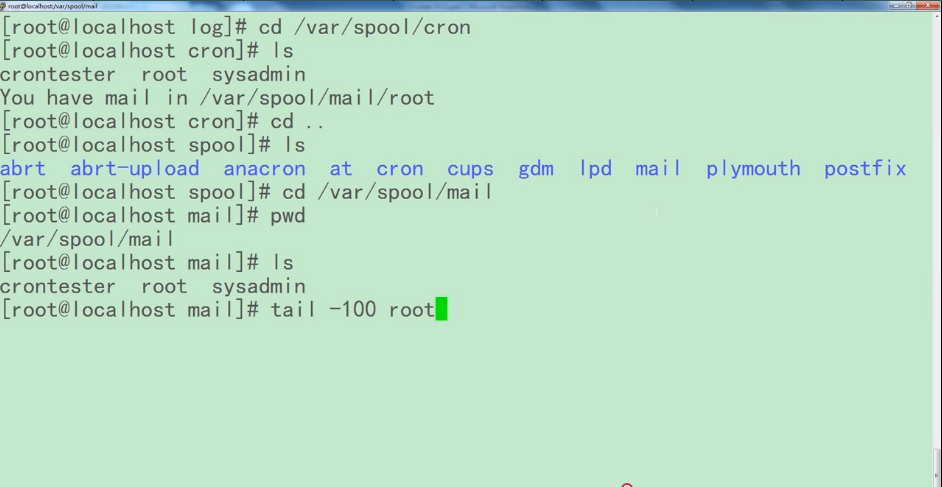 root@localhost:/var/spool/mail
[root@localhost log]# cd /var/spool/cron
[root@localhost cron]# ls
crontester  root  sysadmin
You have mail in /var/spool/mail/root
[root@localhost cron]# cd ..
[root@localhost spool]# ls
abrt  abrt-upload  anacron  at  cron  cups  gdm  lpd  mail  plymouth  postfix
[root@localhost spool]# cd /var/spool/mail
[root@localhost mail]# pwd
/var/spool/mail
[root@localhost mail]# ls
crontester  root  sysadmin
[root@localhost mail]# tail -100 root